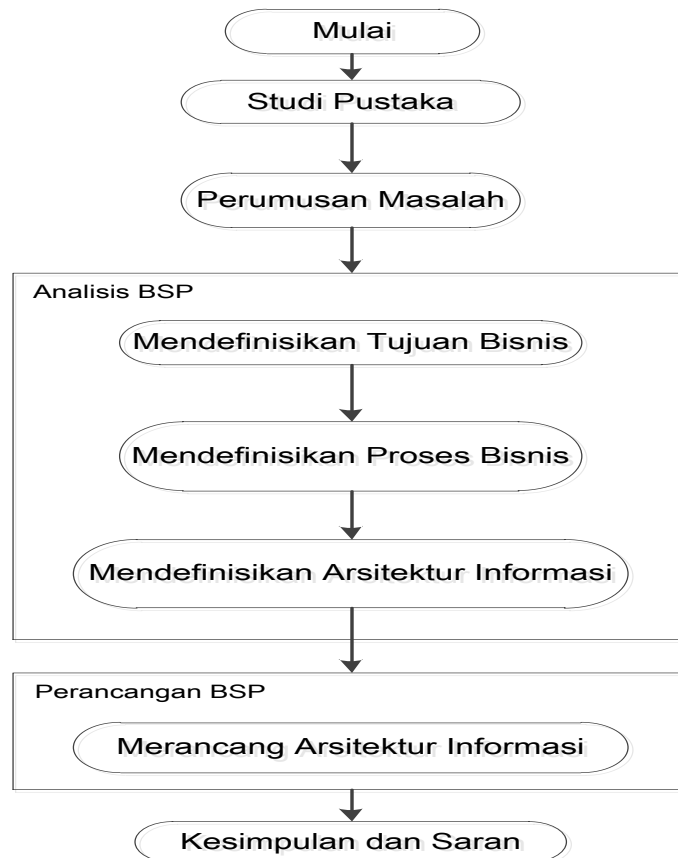 Mulai
Studi Pustaka
Perumusan Masalah
Analisis BSP
Mendefinisikan Tujuan Bisnis
Mendefinisikan Proses Bisnis
Mendefinisikan Arsitektur Informasi
Perancangan BSP
Merancang Arsitektur Informasi
Kesimpulan dan Saran